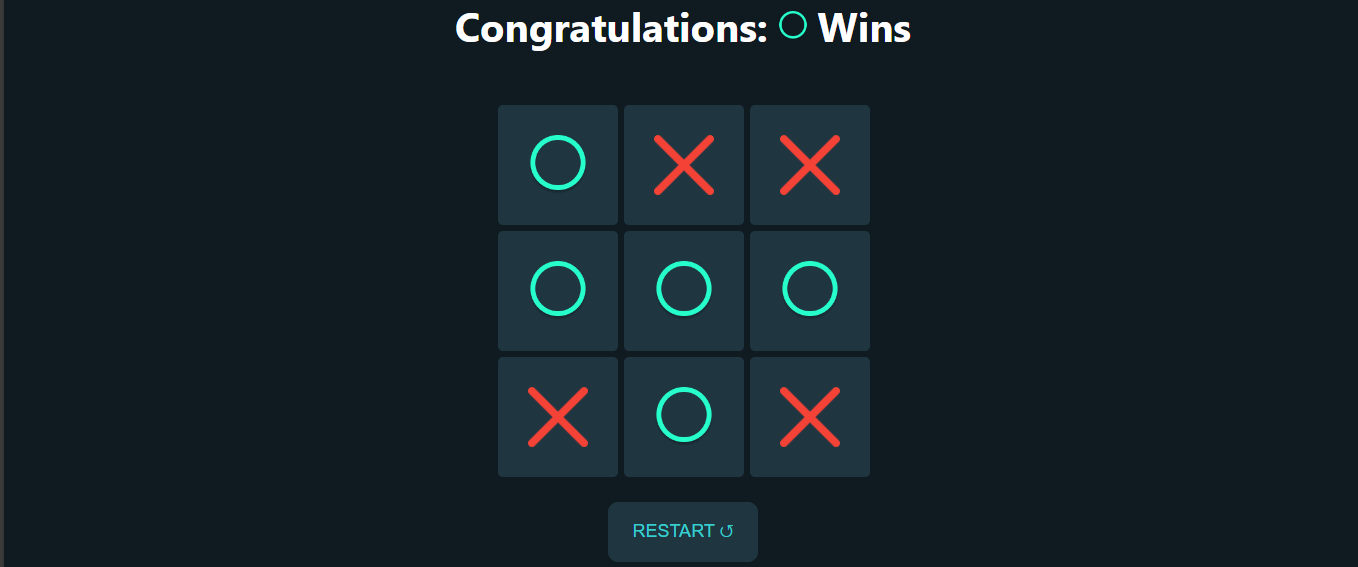 Congratulations: O Wins
O X X
O O O
X O X
RESTART ↺